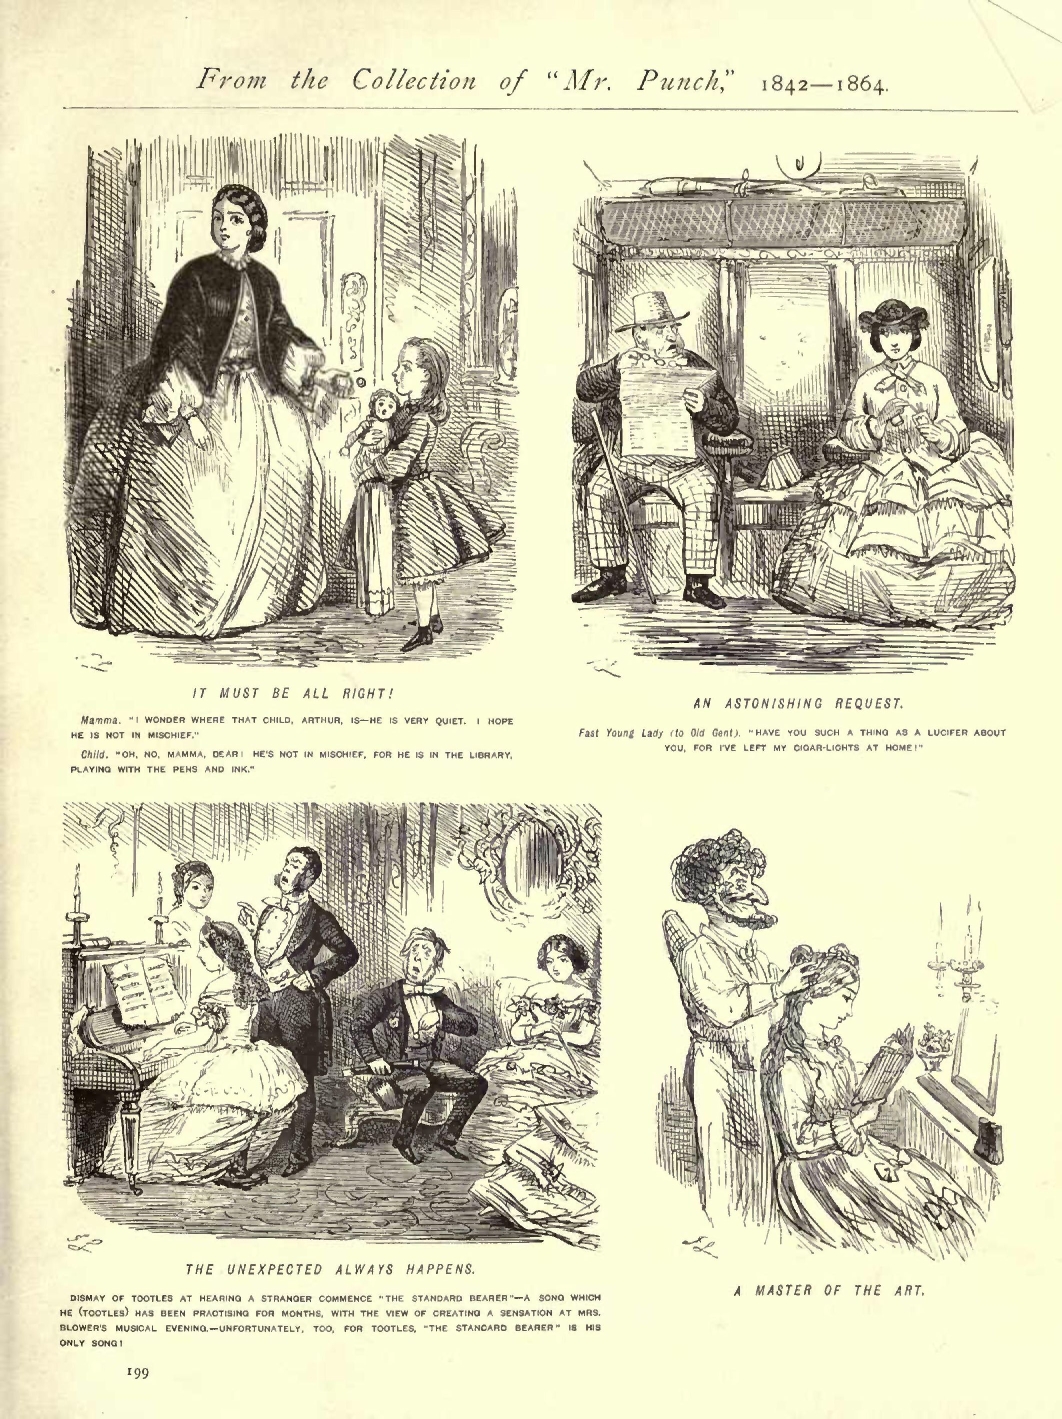 From the Collection of "Mr. Punch," 1842—1864.
IT MUST BE ALL RIGHT!
Mamma. "I WONDER WHERE THAT CHILD, ARTHUR, IS—HE IS VERY QUIET. I HOPE
HE IS NOT IN MISCHIEF."
Child. "OH, NO, MAMMA, DEAR! HE'S NOT IN MISCHIEF, FOR HE IS IN THE LIBRARY,
PLAYING WITH THE PENS AND INK."
AN ASTONISHING REQUEST.
Fast Young Lady (to Old Gent). "HAVE YOU SUCH A THING AS A LUCIFER ABOUT
YOU, FOR I'VE LEFT MY CIGAR-LIGHTS AT HOME!"
THE UNEXPECTED ALWAYS HAPPENS.
DISMAY OF TOOTLES AT HEARING A STRANGER COMMENCE "THE STANDARD BEARER"—A SONG WHICH
HE (TOOTLES) HAS BEEN PRACTISING FOR MONTHS, WITH THE VIEW OF CREATING A SENSATION AT MRS.
BLOWER'S MUSICAL EVENING.—UNFORTUNATELY, TOO, FOR TOOTLES, "THE STANDARD BEARER" IS HIS
ONLY SONG!
A MASTER OF THE ART.
199